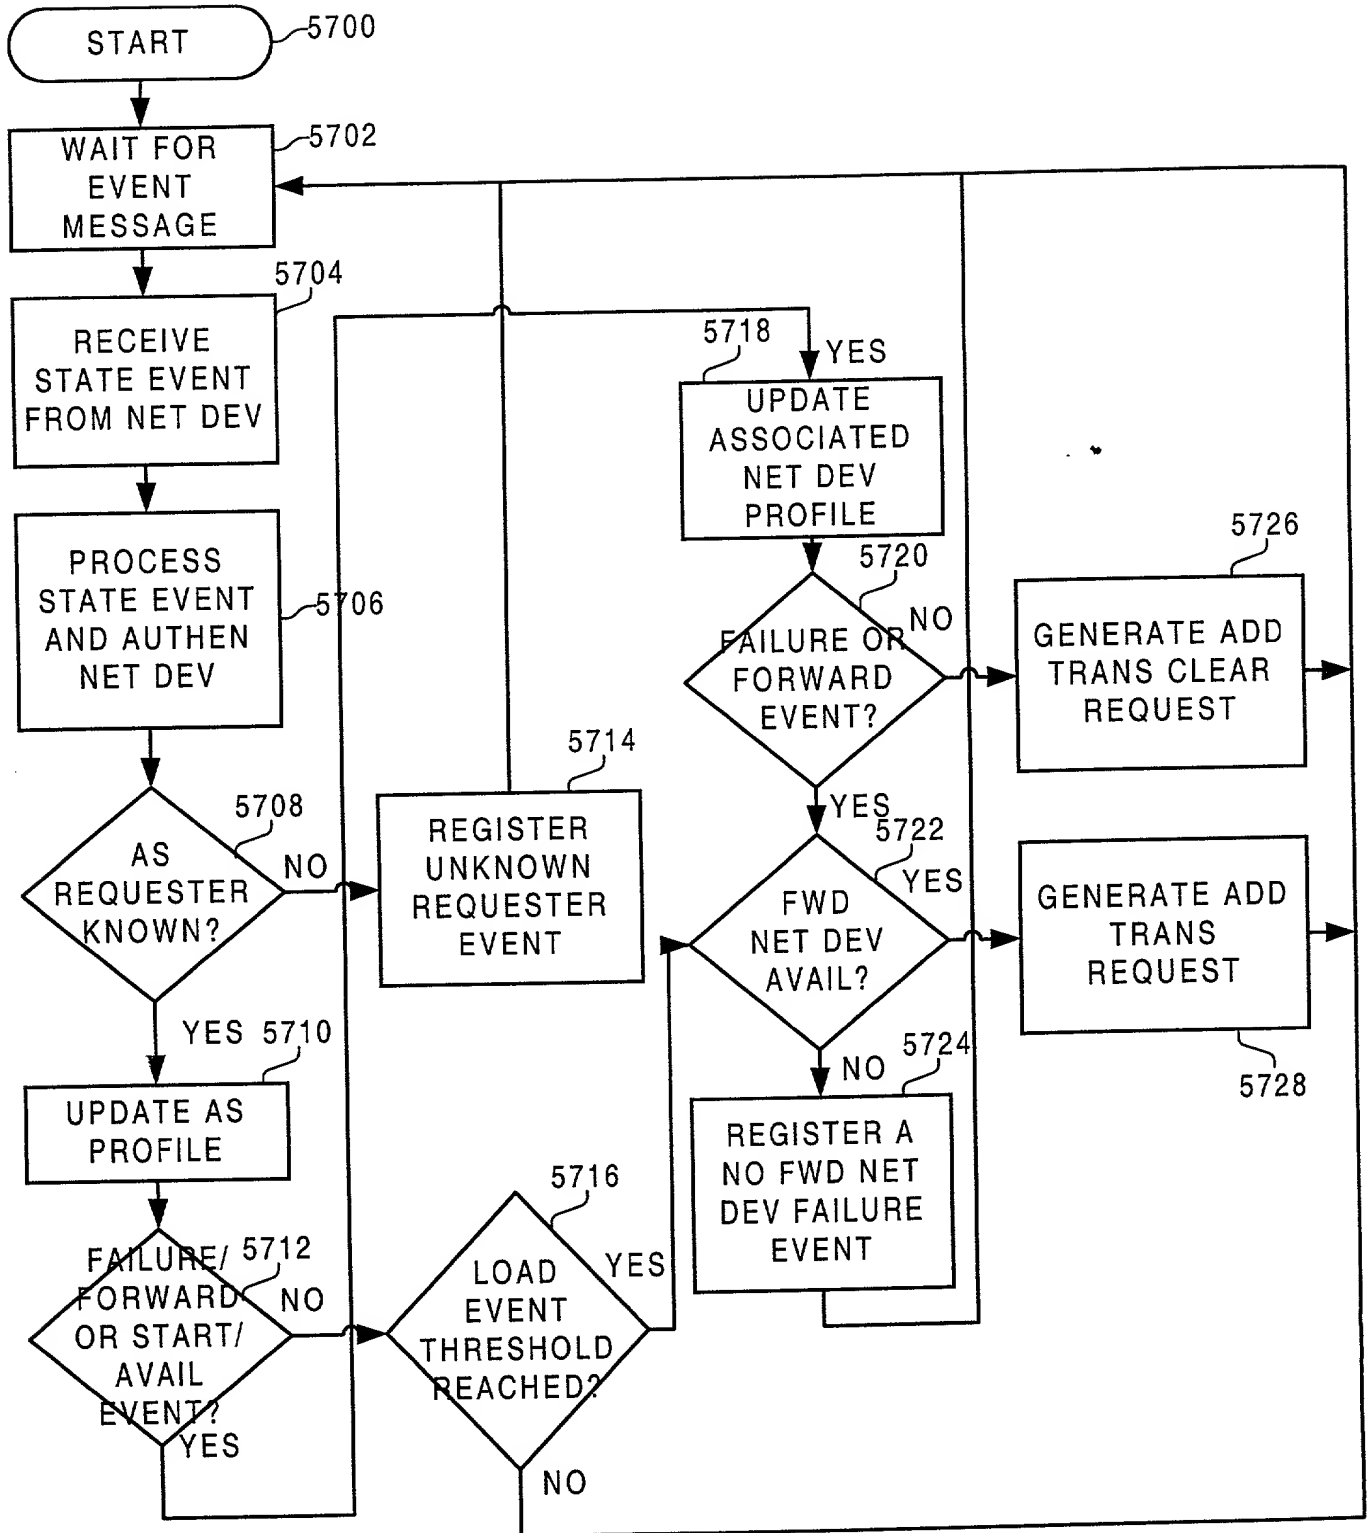 START
5700
WAIT FOR
EVENT
MESSAGE
5702
5704
RECEIVE
STATE EVENT
FROM NET DEV
PROCESS
STATE EVENT
AND AUTHEN
NET DEV
5706
5708
AS
REQUESTER
KNOWN?
NO
YES
5714
REGISTER
UNKNOWN
REQUESTER
EVENT
5710
UPDATE AS
PROFILE
5712
FAILURE/
FORWARD
OR START/
AVAIL
EVENT?
NO
YES
5716
LOAD
EVENT
THRESHOLD
REACHED?
YES
NO
5718
YES
UPDATE
ASSOCIATED
NET DEV
PROFILE
5720
FAILURE OR
FORWARD
EVENT?
NO
YES
5722
FWD
NET DEV
AVAIL?
YES
NO
5724
REGISTER A
NO FWD NET
DEV FAILURE
EVENT
5726
GENERATE ADD
TRANS CLEAR
REQUEST
GENERATE ADD
TRANS
REQUEST
5728